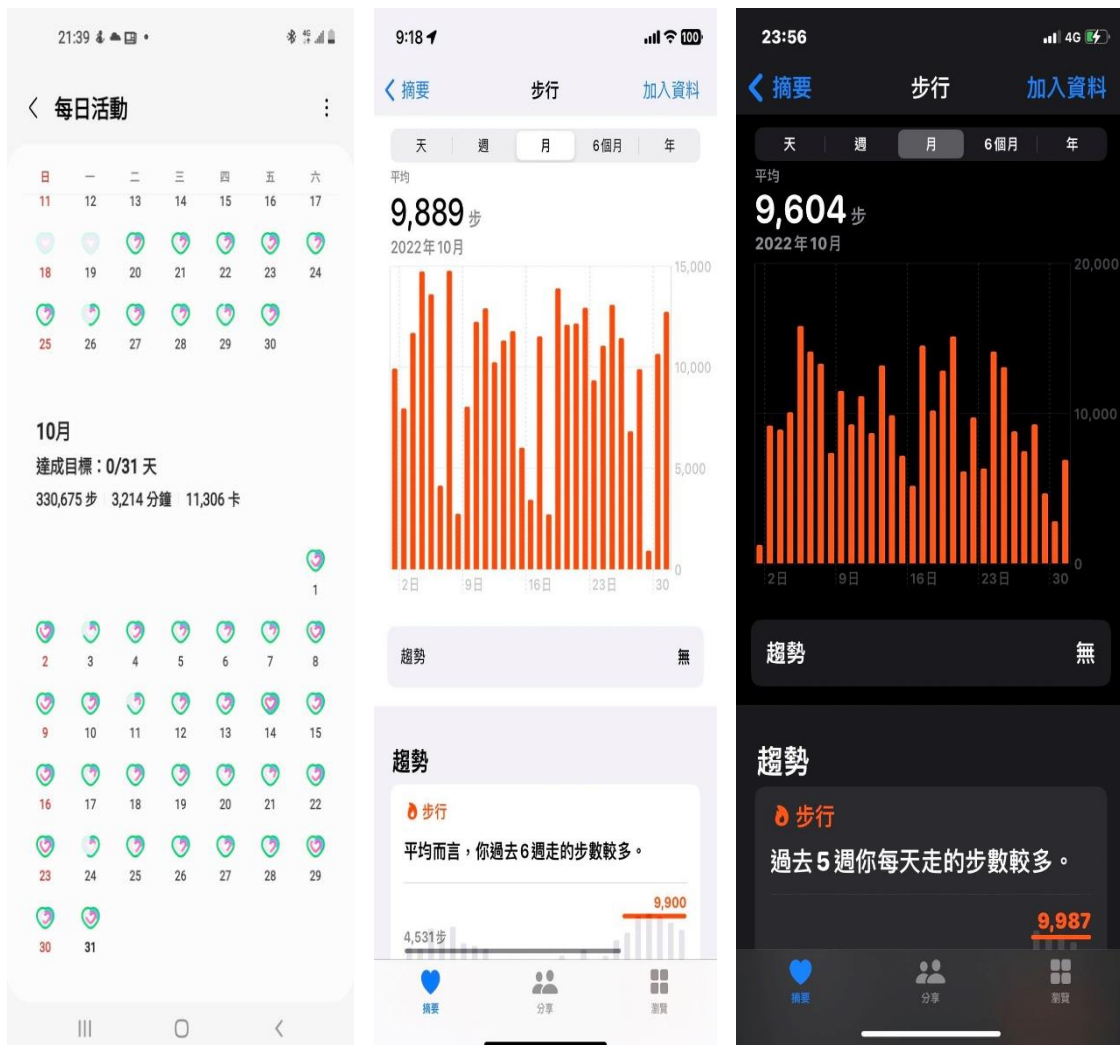 21:39
4G
每日活動
日 一 二 三 四 五 六
11 12 13 14 15 16 17
18 19 20 21 22 23 24
25 26 27 28 29 30
10月
達成目標：0/31 天
330,675 步 3,214 分鐘 11,306 卡
1
2 3 4 5 6 7 8
9 10 11 12 13 14 15
16 17 18 19 20 21 22
23 24 25 26 27 28 29
30 31
9:18
100
摘要 步行 加入資料
天 週 月 6個月 年
平均
9,889 步
2022年10月
15,000
10,000
5,000
0
2日 9日 16日 23日 30
趨勢 無
趨勢
步行
平均而言，你過去6週走的步數較多。
9,900
4,531步
摘要 分享 瀏覽
23:56
4G
摘要 步行 加入資料
天 週 月 6個月 年
平均
9,604 步
2022年10月
20,000
10,000
0
2日 9日 16日 23日 30
趨勢 無
趨勢
步行
過去5週你每天走的步數較多。
9,987
摘要 分享 瀏覽